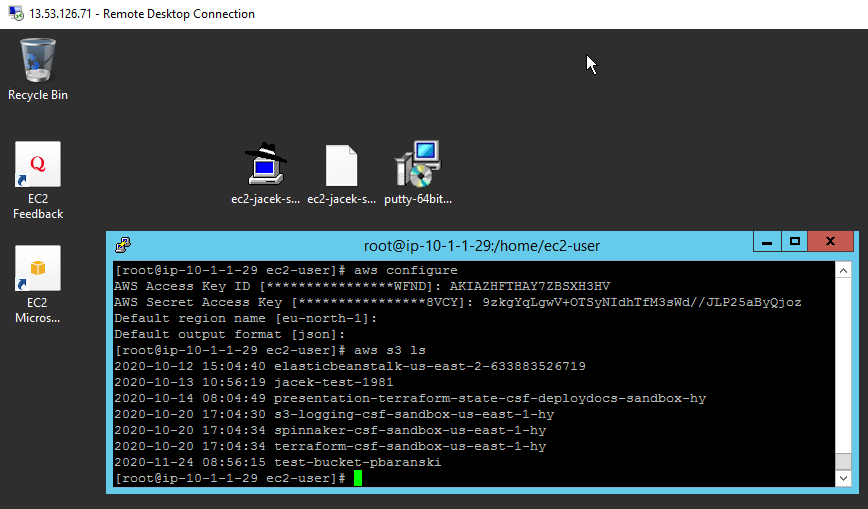 13.53.126.71 - Remote Desktop Connection
Recycle Bin
EC2
Feedback
EC2
Micros...
ec2-jacek-s...
ec2-jacek-s...
putty-64bit...
root@ip-10-1-1-29:/home/ec2-user
[root@ip-10-1-1-29 ec2-user]# aws configure
AWS Access Key ID [****************WFND]: AKIAZHFTHAY7ZBSXH3HV
AWS Secret Access Key [****************8VCY]: 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
Default region name [eu-north-1]:
Default output format [json]:
[root@ip-10-1-1-29 ec2-user]# aws s3 ls
2020-10-12 15:04:40 elasticbeanstalk-us-east-2-633883526719
2020-10-13 10:56:19 jacek-test-1981
2020-10-14 08:04:49 presentation-terraform-state-csf-deploydocs-sandbox-hy
2020-10-20 17:04:30 s3-logging-csf-sandbox-us-east-1-hy
2020-10-20 17:04:34 spinnaker-csf-sandbox-us-east-1-hy
2020-10-20 17:04:34 terraform-csf-sandbox-us-east-1-hy
2020-11-24 08:56:15 test-bucket-pbaranski
[root@ip-10-1-1-29 ec2-user]#